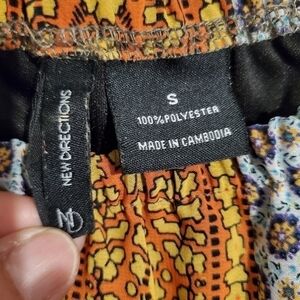 NEW DIRECTIONS
ND
S
100% POLYESTER
MADE IN CAMBODIA